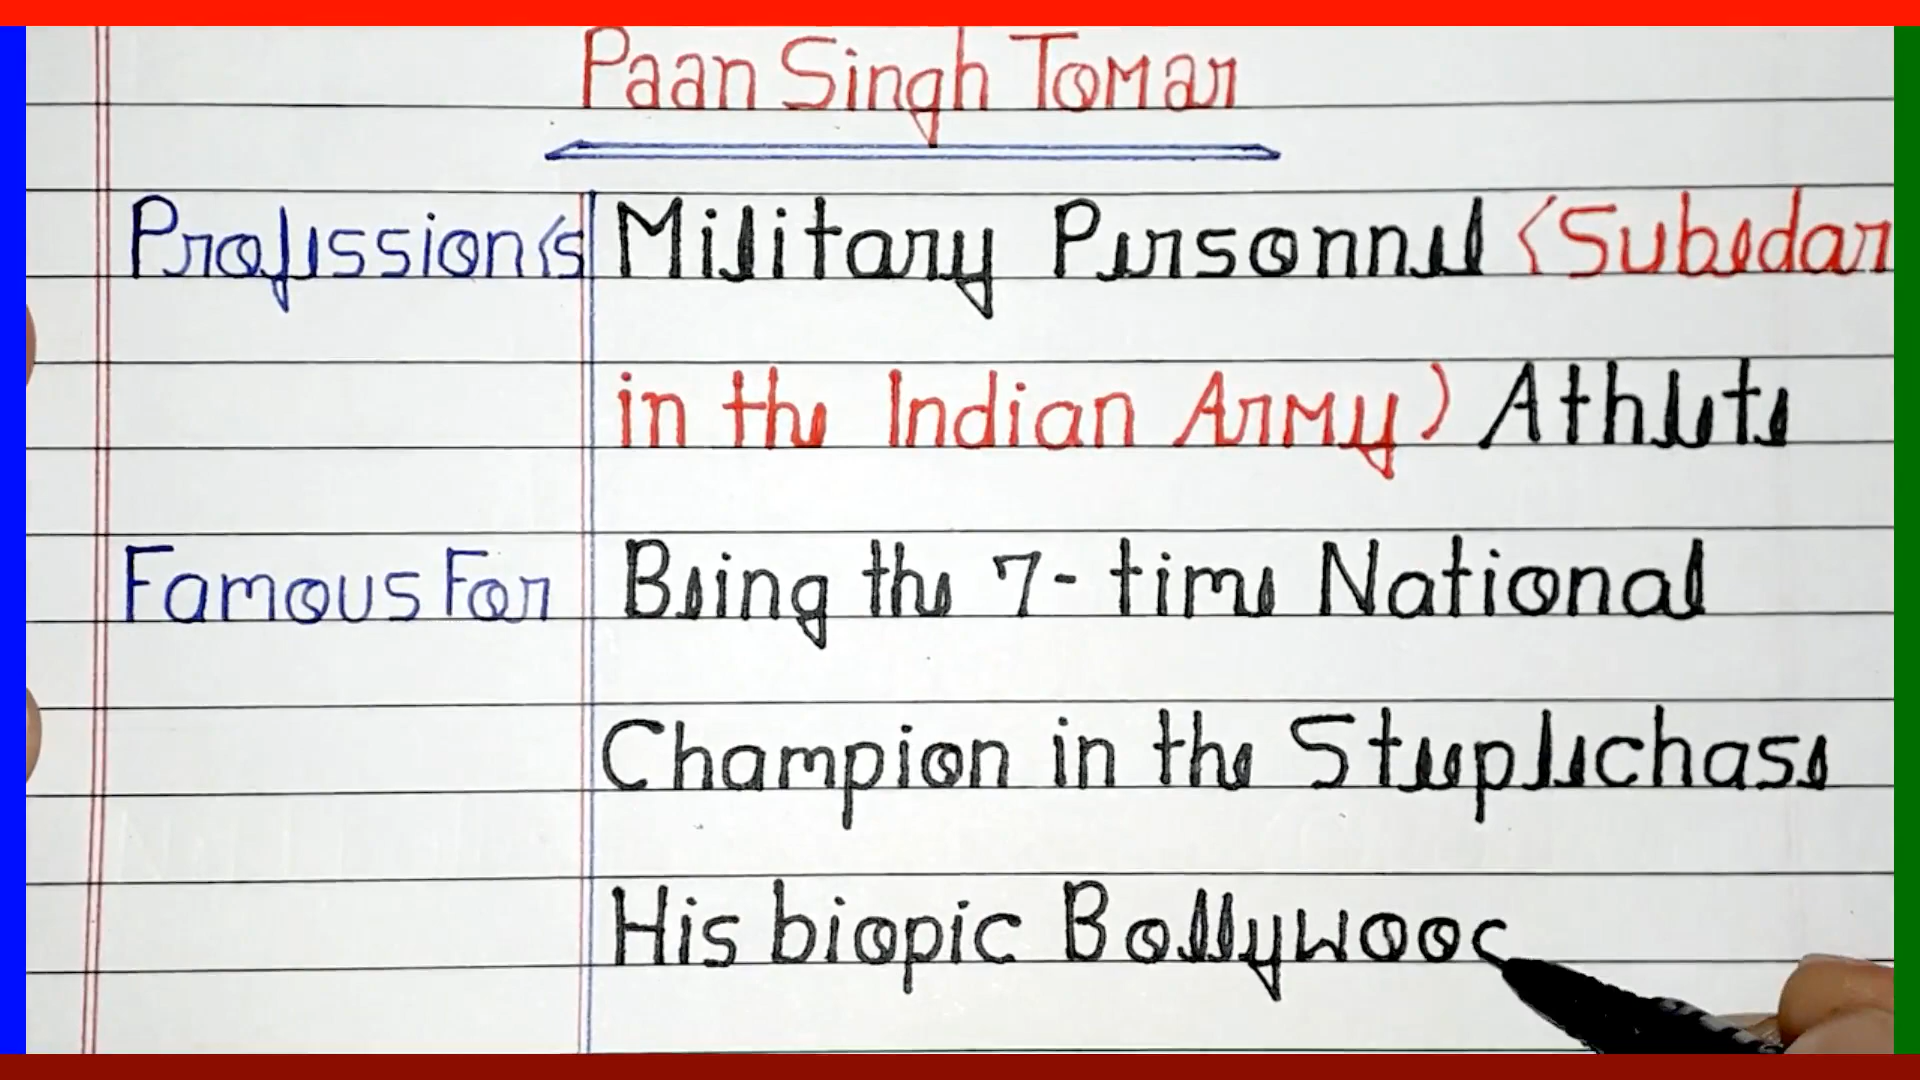 Paan Singh Tomar
Profession(s Military Personnel (Subedar
in the Indian Army) Athlete
Famous For Being the 7-time National
Champion in the Steeplechase
His biopic Bollywooc